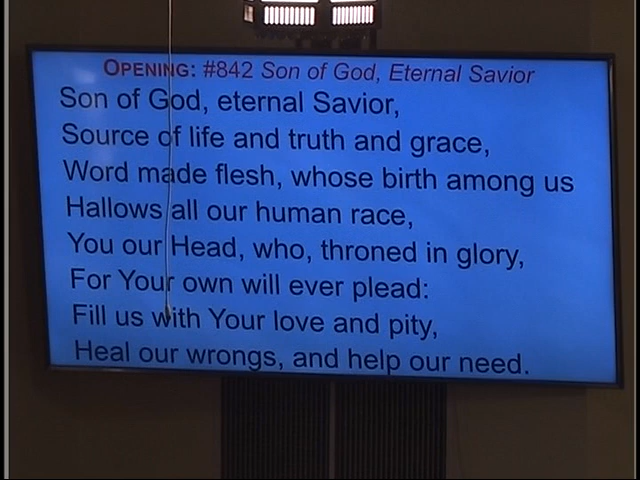 OPENING: #842 Son of God, Eternal Savior
Son of God, eternal Savior,
Source of life and truth and grace,
Word made flesh, whose birth among us
Hallows all our human race,
You our Head, who, throned in glory,
For Your own will ever plead:
Fill us with Your love and pity,
Heal our wrongs, and help our need.